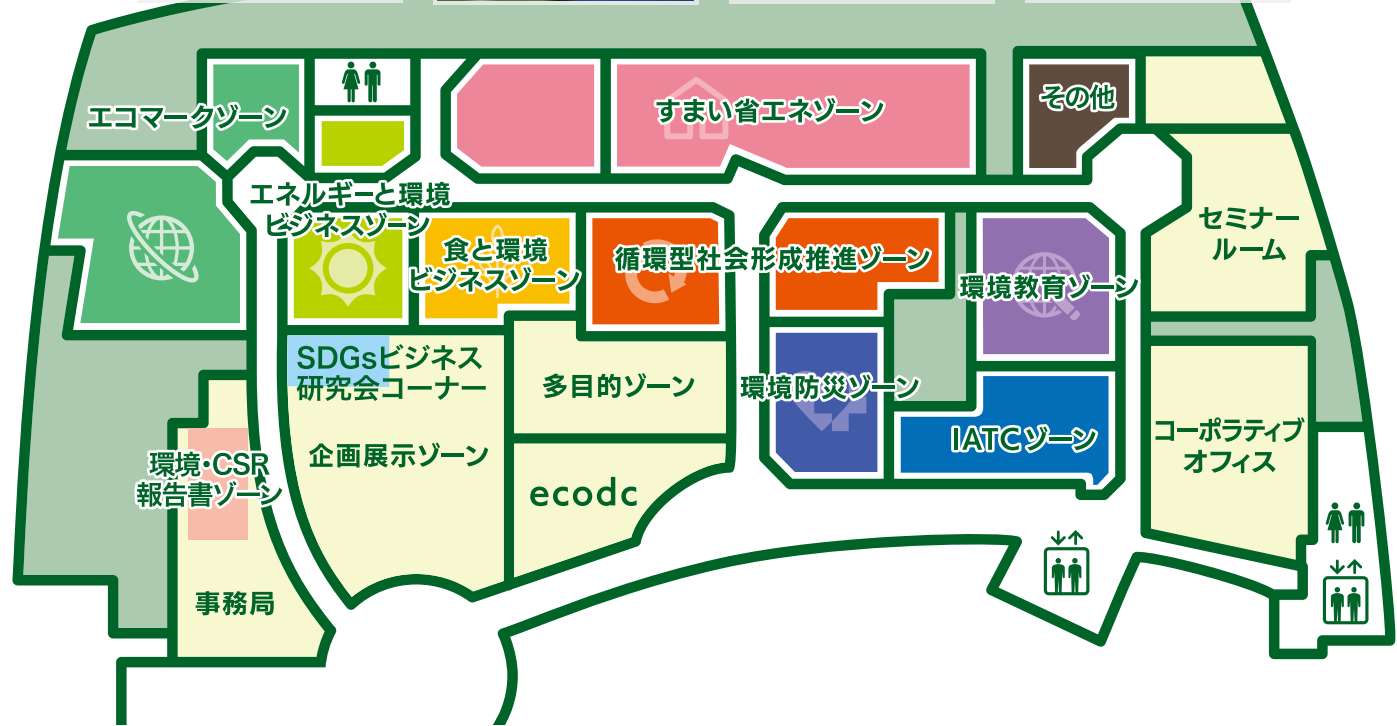 その他
すまい省エネゾーン
エコマークゾーン
エネルギーと環境
ビジネスゾーン
食と環境
ビジネスゾーン
循環型社会形成推進ゾーン
環境教育ゾーン
セミナー
ルーム
SDGsビジネス
研究会コーナー
多目的ゾーン
環境防災ゾーン
企画展示ゾーン
IATCゾーン
コーポラティブ
オフィス
環境・CSR
報告書ゾーン
ecodc
事務局